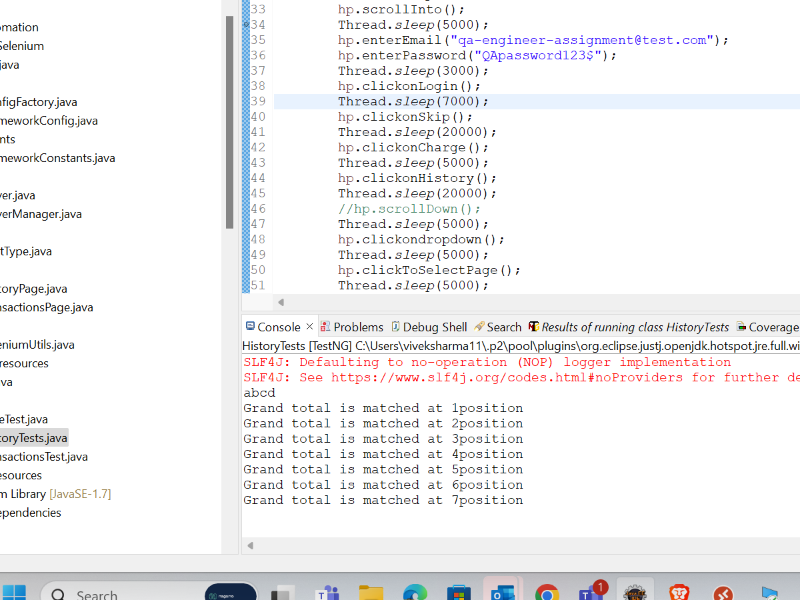 omation
Selenium
java
nfigFactory.java
meworkConfig.java
nts
meworkConstants.java
ver.java
verManager.java
tType.java
toryPage.java
nsactionsPage.java
eniumUtils.java
resources
va
eTest.java
toryTests.java
nsactionsTest.java
esources
m Library [JavaSE-1.7]
ependencies
33 hp.scrollInto();
34 Thread.sleep(5000);
35 hp.enterEmail("qa-engineer-assignment@test.com");
36 hp.enterPassword("QApassword123$");
37 Thread.sleep(3000);
38 hp.clickonLogin();
39 Thread.sleep(7000);
40 hp.clickonSkip();
41 Thread.sleep(20000);
42 hp.clickonCharge();
43 Thread.sleep(5000);
44 hp.clickonHistory();
45 Thread.sleep(20000);
46 //hp.scrollDown();
47 Thread.sleep(5000);
48 hp.clickondropdown();
49 Thread.sleep(5000);
50 hp.clickToSelectPage();
51 Thread.sleep(5000);
Console × Problems Debug Shell Search Results of running class HistoryTests Coverage
HistoryTests [TestNG] C:\Users\viveksharma11\.p2\pool\plugins\org.eclipse.justj.openjdk.hotspot.jre.full.wi
SLF4J: Defaulting to no-operation (NOP) logger implementation
SLF4J: See https://www.slf4j.org/codes.html#noProviders for further de
abcd
Grand total is matched at 1position
Grand total is matched at 2position
Grand total is matched at 3position
Grand total is matched at 4position
Grand total is matched at 5position
Grand total is matched at 6position
Grand total is matched at 7position
Search
1